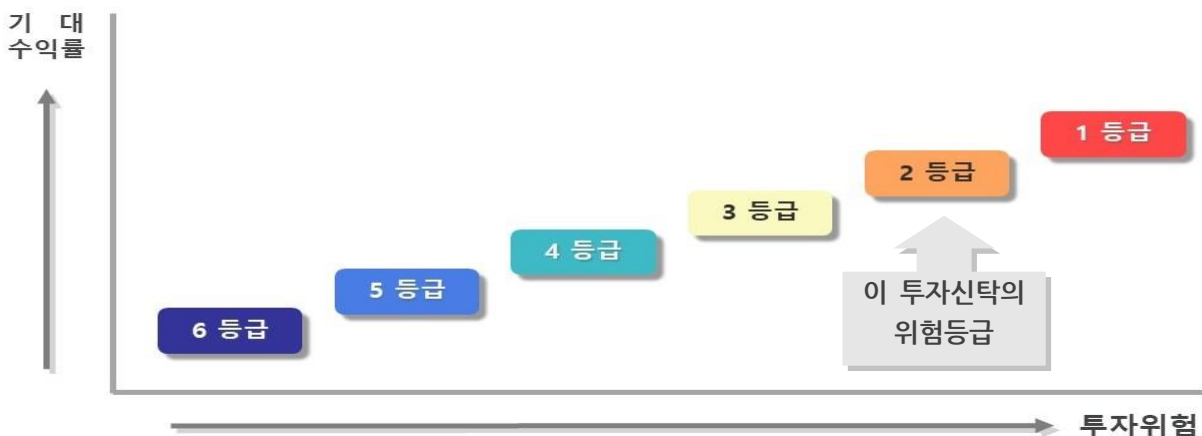 기 대
수익률
1 등급
2 등급
3 등급
4 등급
5 등급
6 등급
이 투자신탁의
위험등급
투자위험